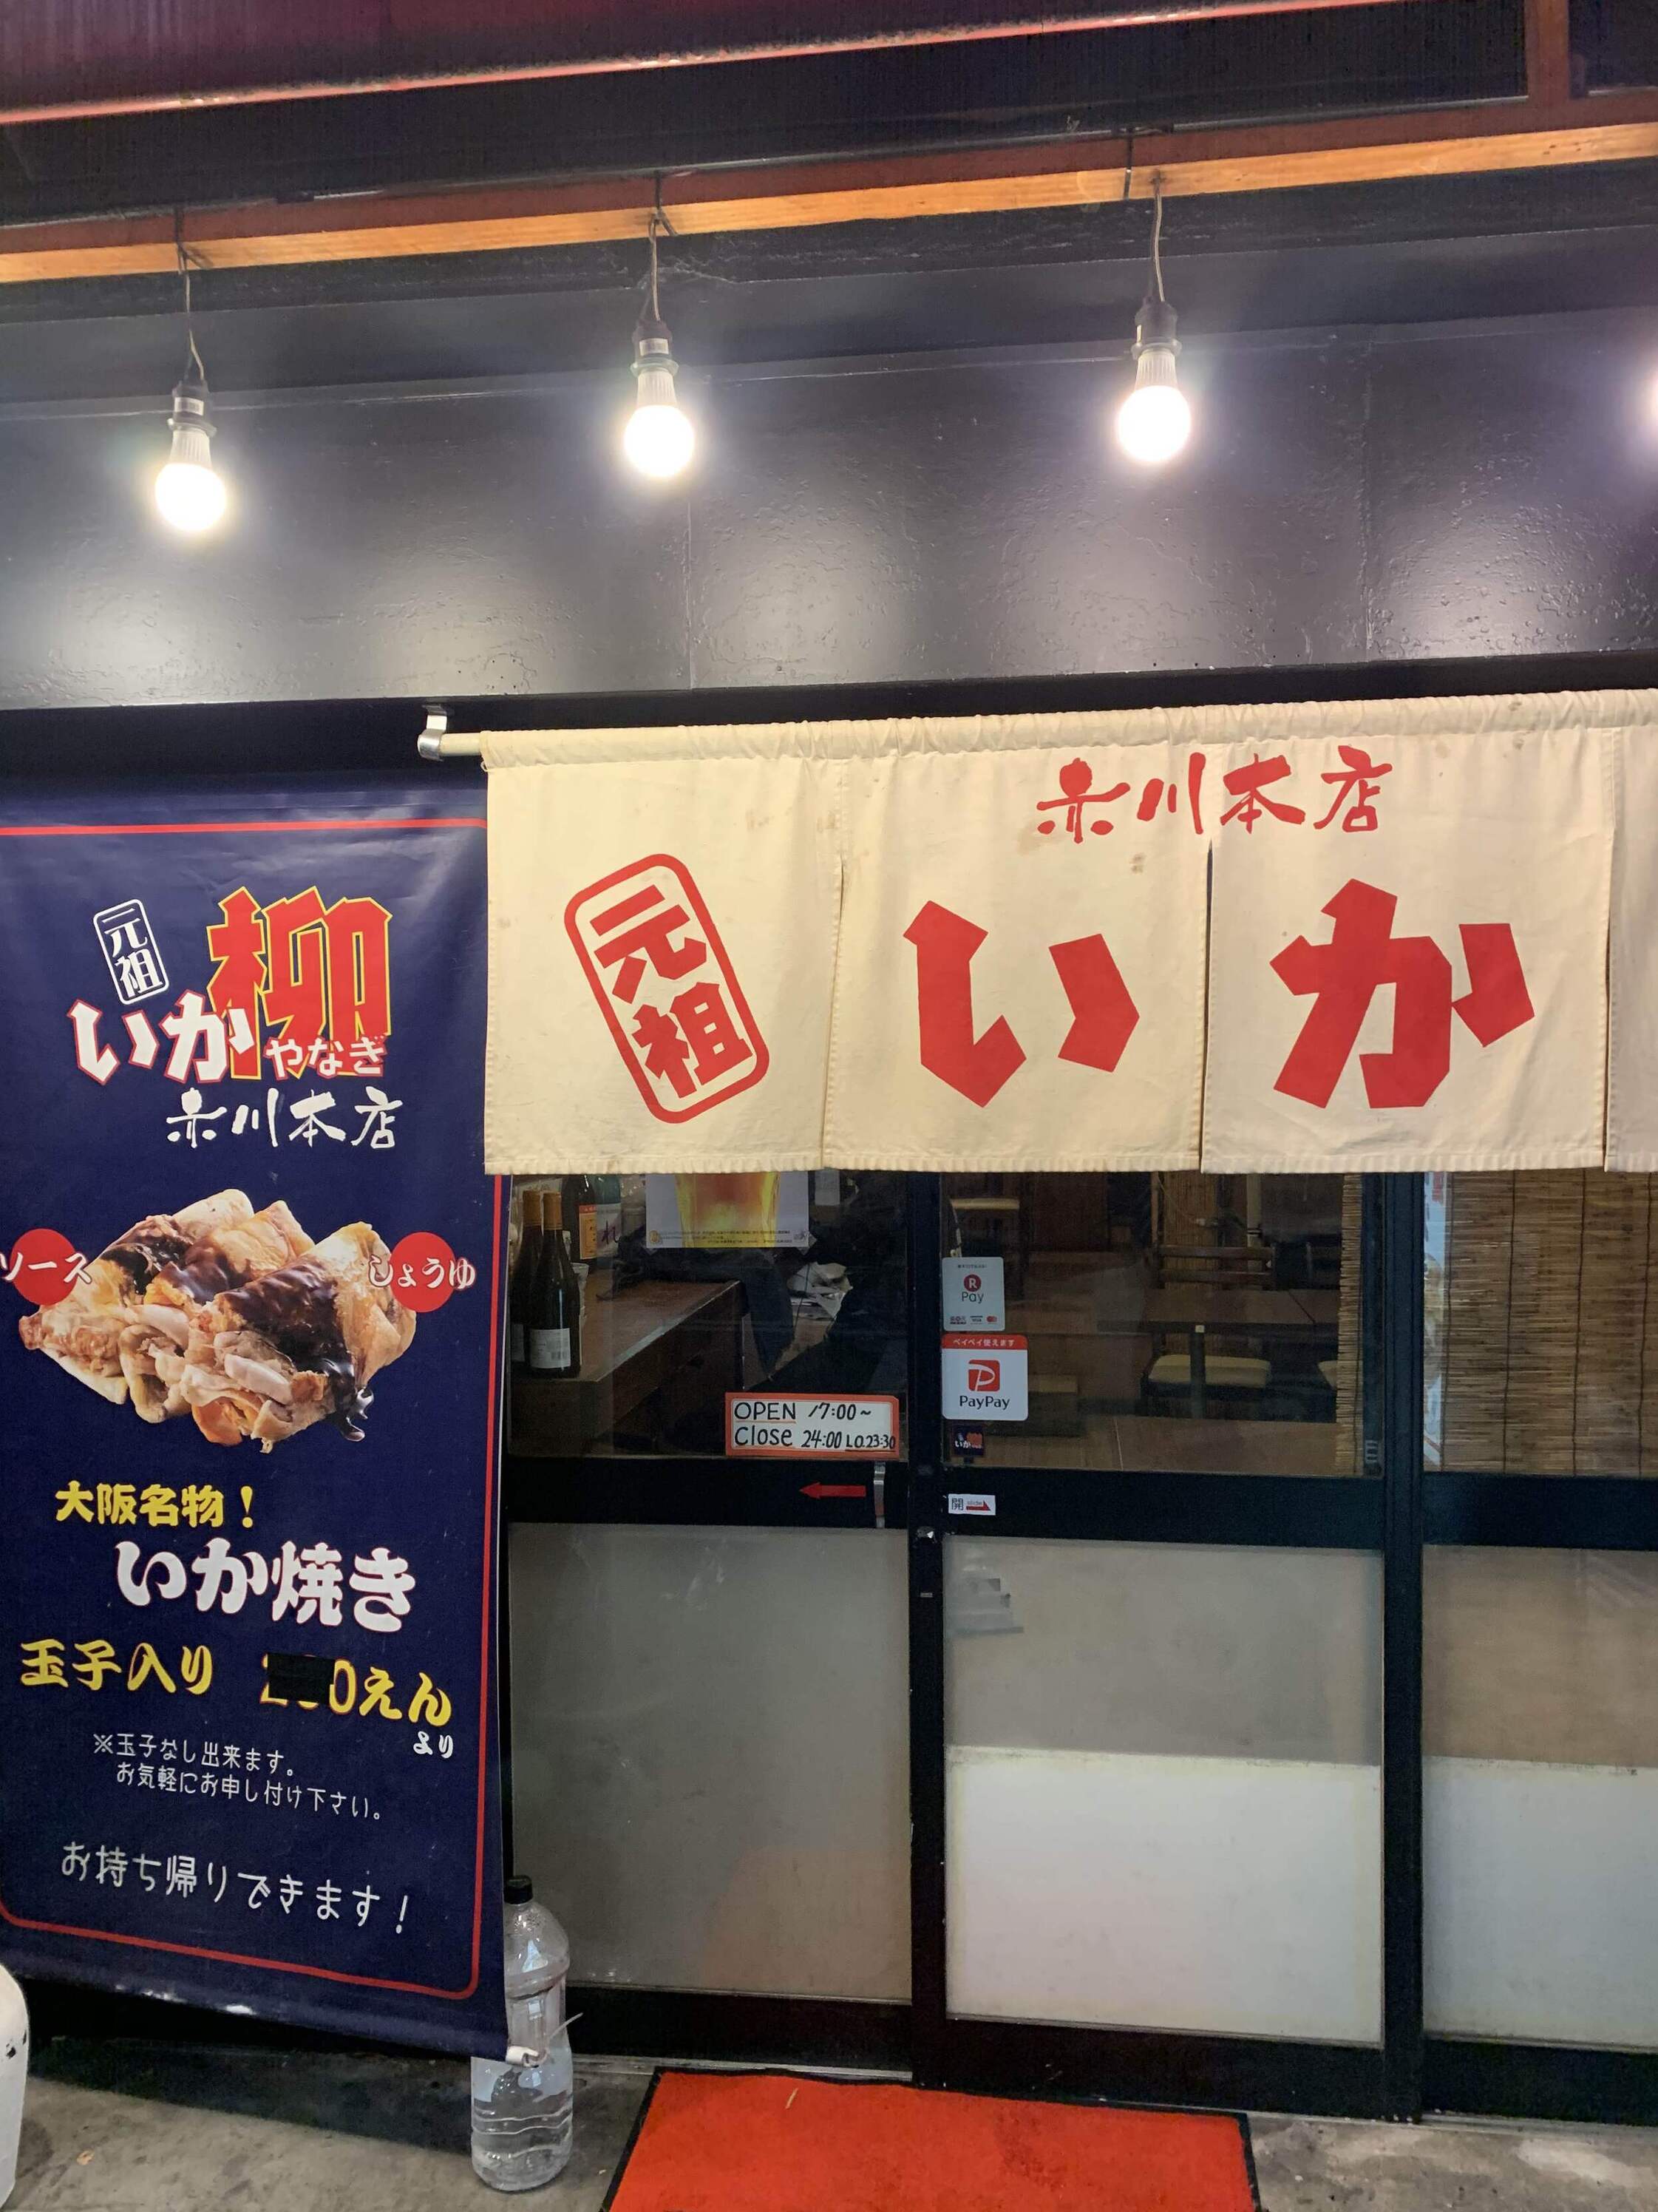 元祖
いか柳
やなぎ
赤川本店
ソース
しょうゆ
大阪名物！
いか焼き
玉子入り
0えん
より
※玉子なし出来ます。
お気軽にお申し付け下さい。
お持ち帰りできます！
赤川本店
元祖
いか
R
Pay
ペイペイ使えます
PayPay
OPEN 17:00～
Close 24:00 L.O.23:30
いか柳
開